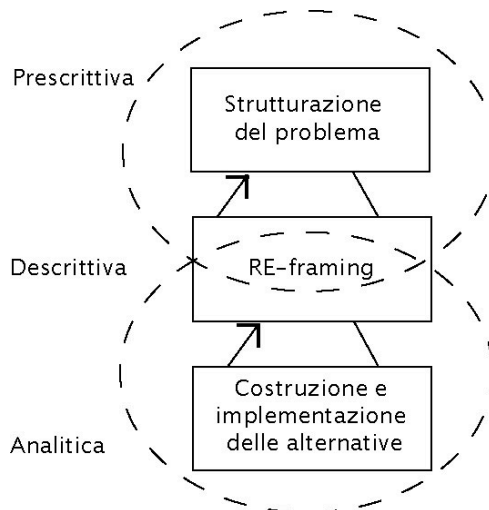 Prescrittiva
Strutturazione
del problema
Descrittiva
RE-framing
Costruzione e
implementazione
delle alternative
Analitica